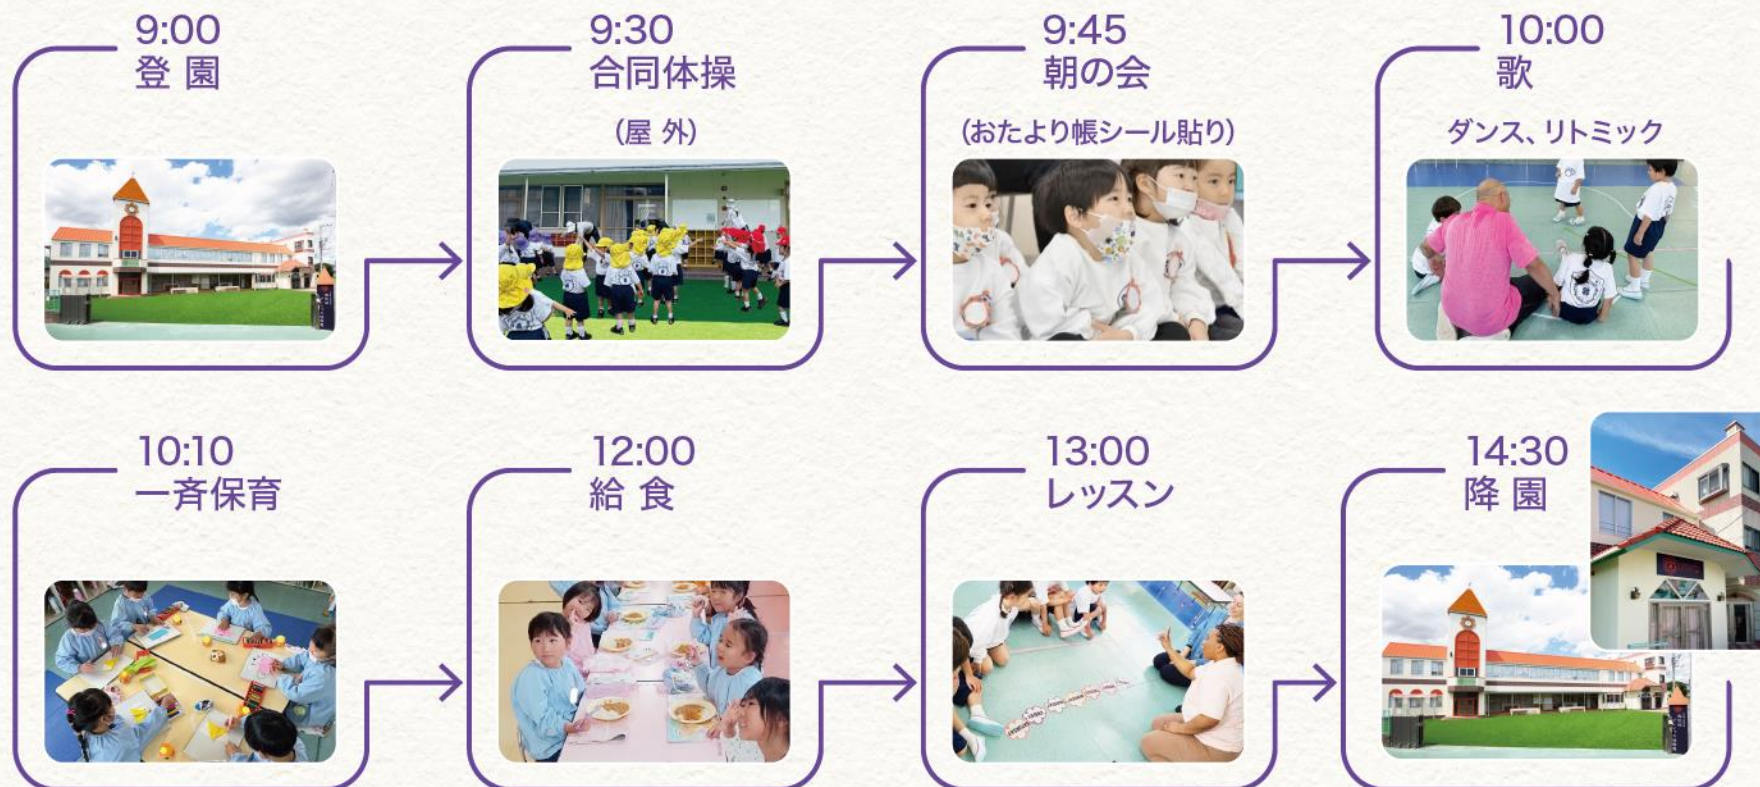 9:00
登 園
9:30
合同体操
(屋 外)
9:45
朝の会
(おたより帳シール貼り)
10:00
歌
ダンス、リトミック
10:10
一斉保育
12:00
給 食
13:00
レッスン
14:30
降 園